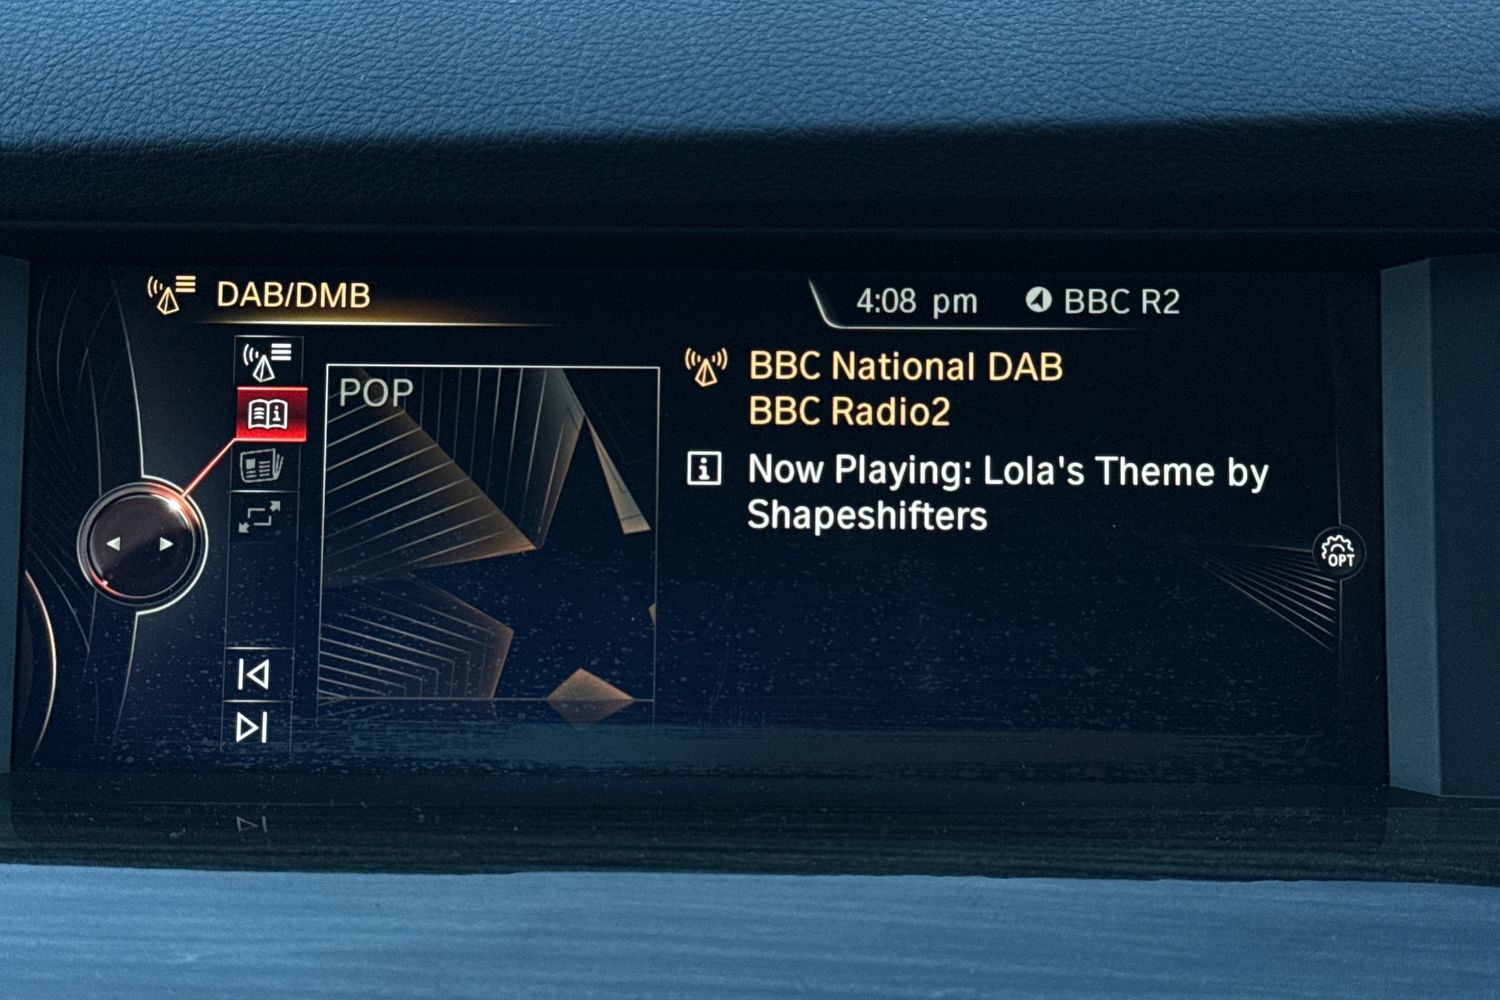 DAB/DMB
4:08 pm
BBC R2
POP
BBC National DAB
BBC Radio2
Now Playing: Lola's Theme by
Shapeshifters
OPT